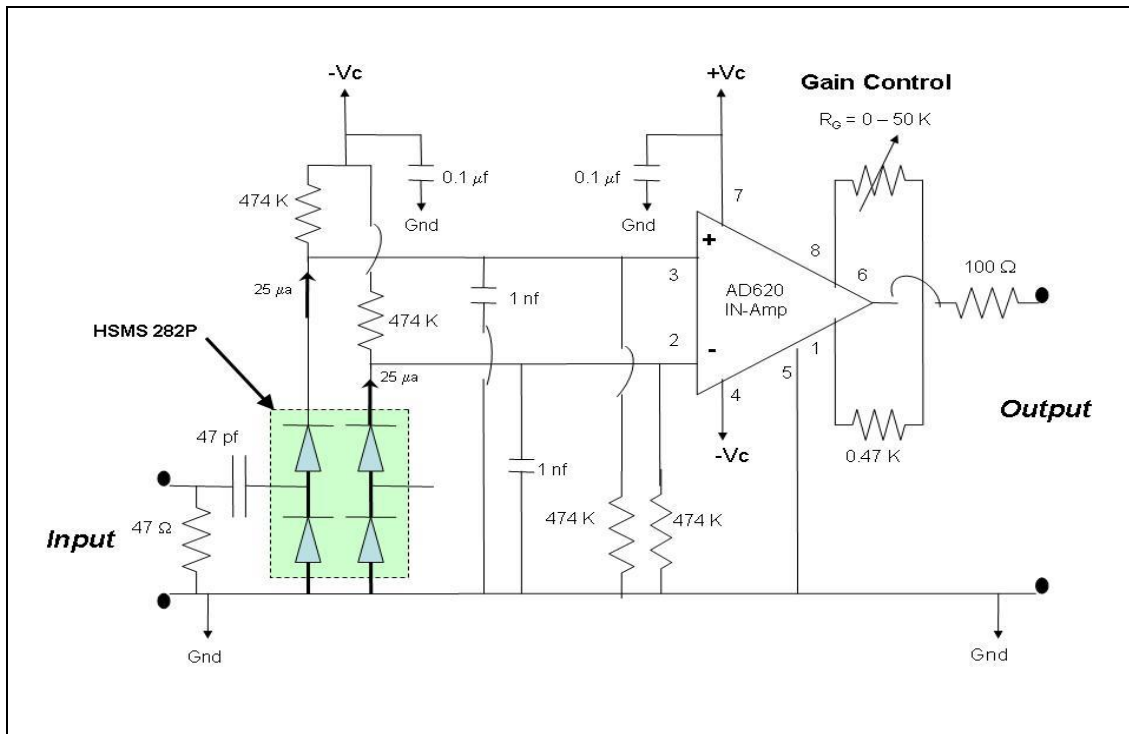 -Vc
+Vc
Gain Control
R_G = 0 – 50 K
474 K
0.1 μf
0.1 μf
7
Gnd
Gnd
8
25 μa
1 nf
3
AD620
IN-Amp
+
6
100 Ω
HSMS 282P
474 K
2
-
1
25 μa
4
5
Output
47 pf
-Vc
0.47 K
1 nf
Input
47 Ω
474 K
474 K
Gnd
Gnd